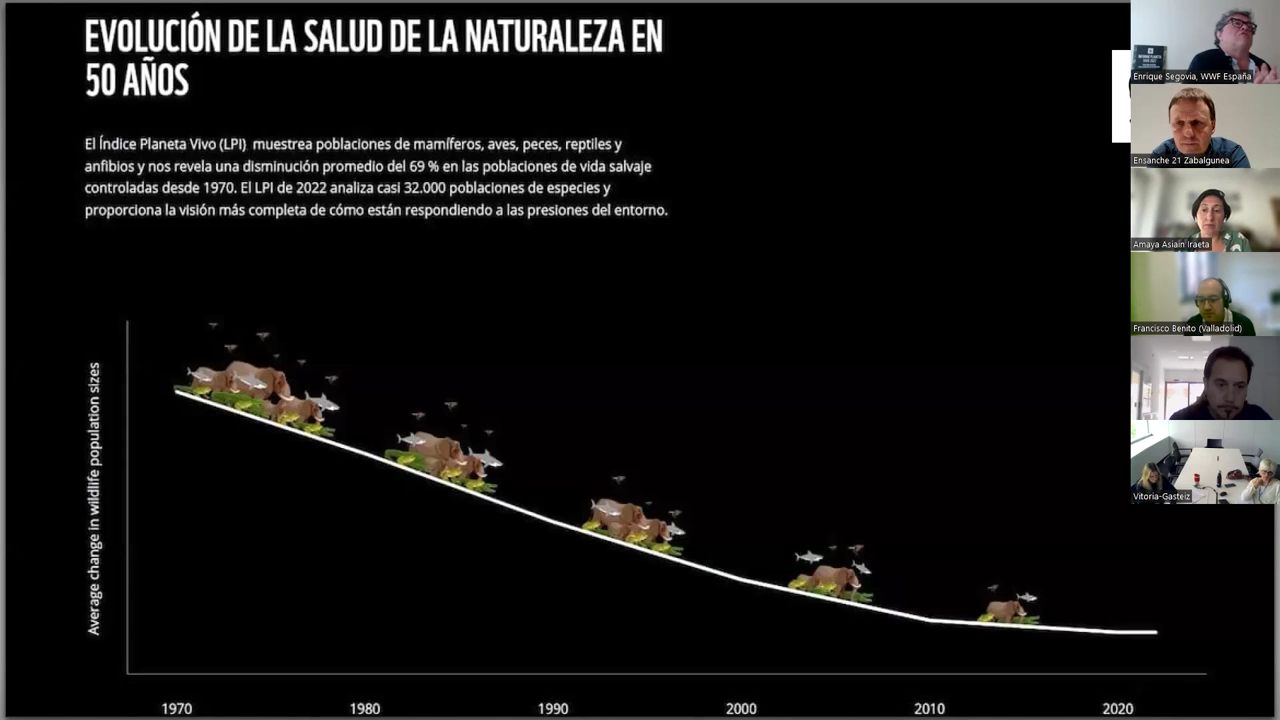 EVOLUCIÓN DE LA SALUD DE LA NATURALEZA EN
50 AÑOS
El Índice Planeta Vivo (LPI) muestrea poblaciones de mamíferos, aves, peces, reptiles y
anfibios y nos revela una disminución promedio del 69 % en las poblaciones de vida salvaje
controladas desde 1970. El LPI de 2022 analiza casi 32.000 poblaciones de especies y
proporciona la visión más completa de cómo están respondiendo a las presiones del entorno.
Average change in wildlife population sizes
1970 1980 1990 2000 2010 2020
Enrique Segovia, WWF España
Ensanche 21 Zabalgunea
Amaya Asiain Iraeta
Francisco Benito (Valladolid)
Vitoria-Gasteiz